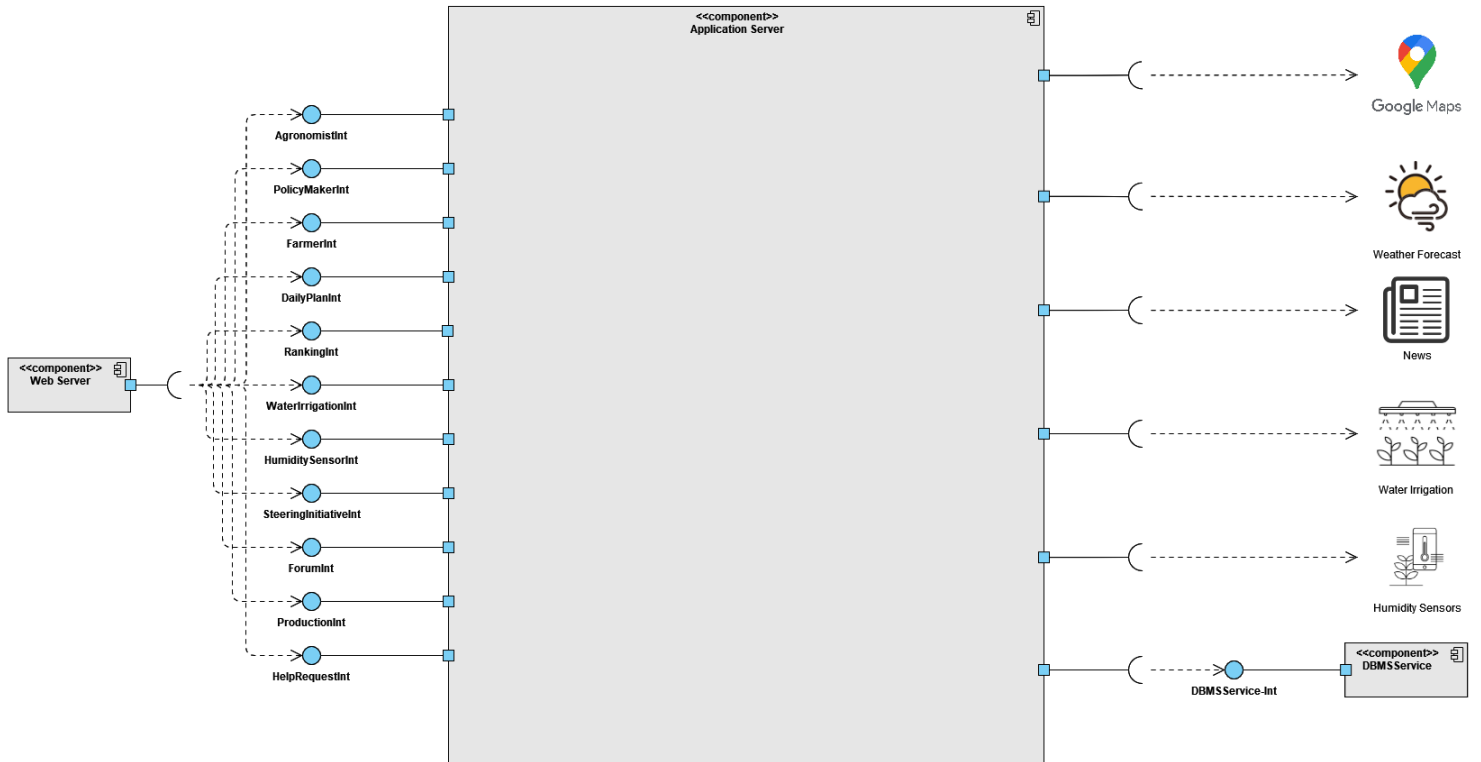 <<component>>
Application Server
Google Maps
AgronomistInt
PolicyMakerInt
FarmerInt
Weather Forecast
DailyPlanInt
RankingInt
News
<<component>>
Web Server
WaterIrrigationInt
HumiditySensorInt
Water Irrigation
SteeringInitiativeInt
ForumInt
Humidity Sensors
ProductionInt
HelpRequestInt
<<component>>
DBMSService
DBMSService-Int